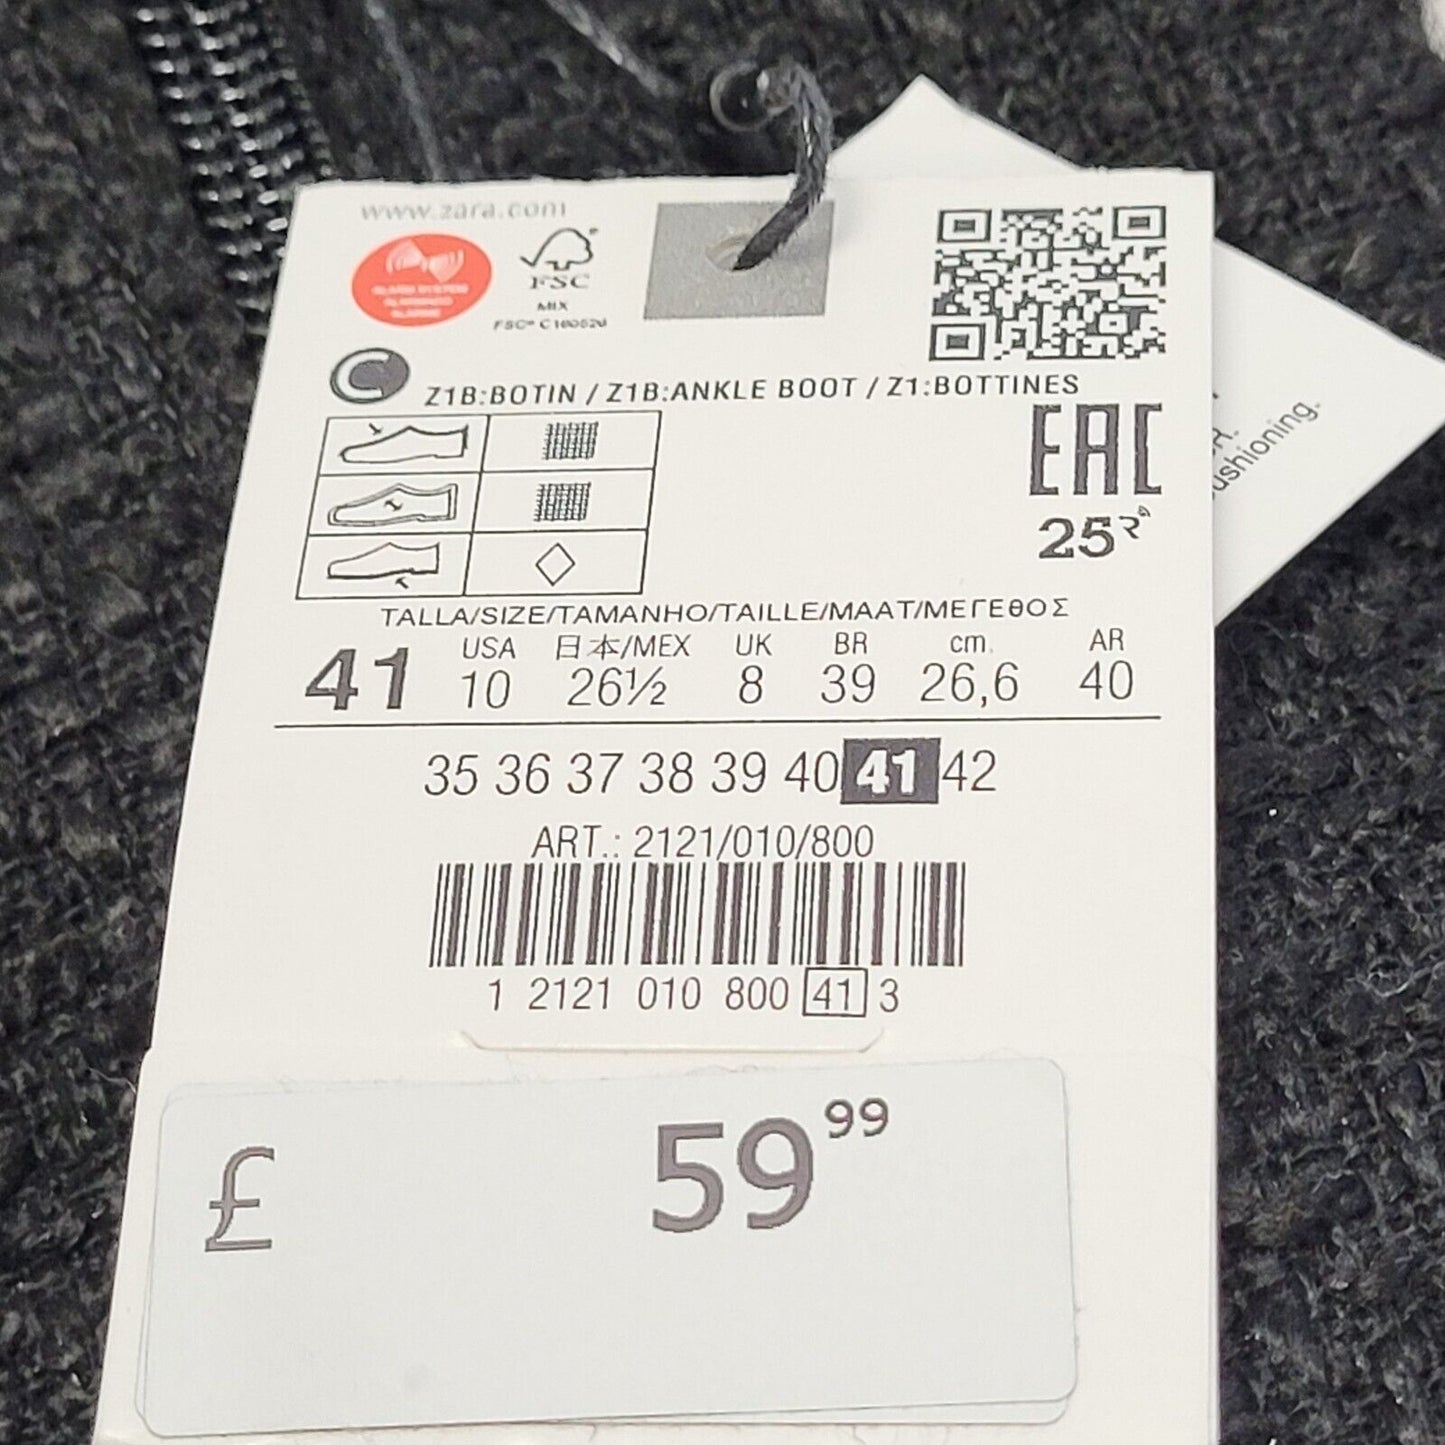 www.zara.com
FSC
MIX
Z1B:BOTIN / Z1B:ANKLE BOOT / Z1:BOTTINES
EAC
25
TALLA/SIZE/TAMANHO/TAILLE/MAAT/ΜΕΓΕΘΟΣ
USA 日本/MEX UK BR cm. AR
41 10 26½ 8 39 26,6 40
35 36 37 38 39 40 41 42
ART.: 2121/010/800
1 2121 010 800 41 3
£ 59 99